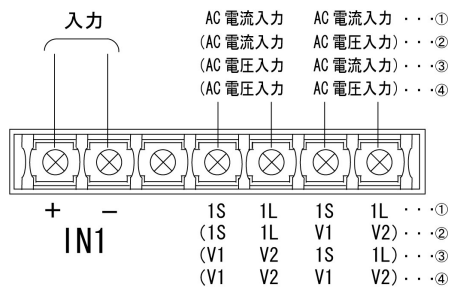 入力
AC 電流入力 AC 電流入力 ・・・①
(AC 電流入力 AC 電圧入力)・・・②
(AC 電圧入力 AC 電流入力)・・・③
(AC 電圧入力 AC 電圧入力)・・・④
+ −
IN1
1S 1L 1S 1L ・・・①
(1S 1L V1 V2)・・・②
(V1 V2 1S 1L)・・・③
(V1 V2 V1 V2)・・・④